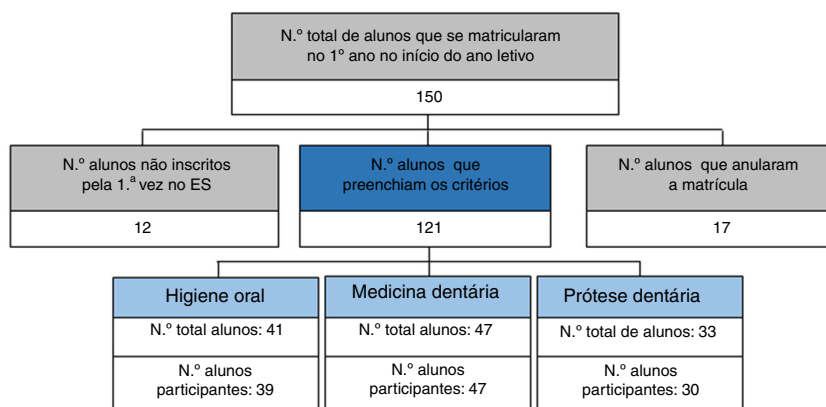 N.º total de alunos que se matricularam
no 1º ano no início do ano letivo
150
N.º alunos não inscritos
pela 1.ª vez no ES
12
N.º alunos que
preenchiam os critérios
121
N.º alunos que anularam
a matrícula
17
Higiene oral
N.º total alunos: 41
N.º alunos
participantes: 39
Medicina dentária
N.º total alunos: 47
N.º alunos
participantes: 47
Prótese dentária
N.º total de alunos: 33
N.º alunos
participantes: 30